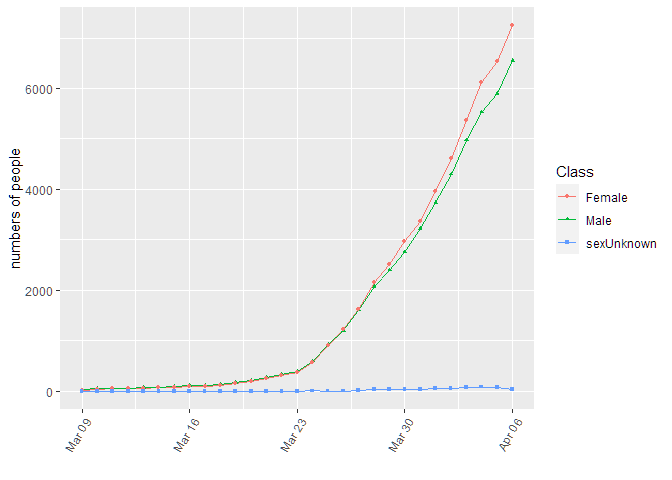 6000
4000
2000
0
numbers of people
Mar 09
Mar 16
Mar 23
Mar 30
Apr 06
Class
Female
Male
sexUnknown